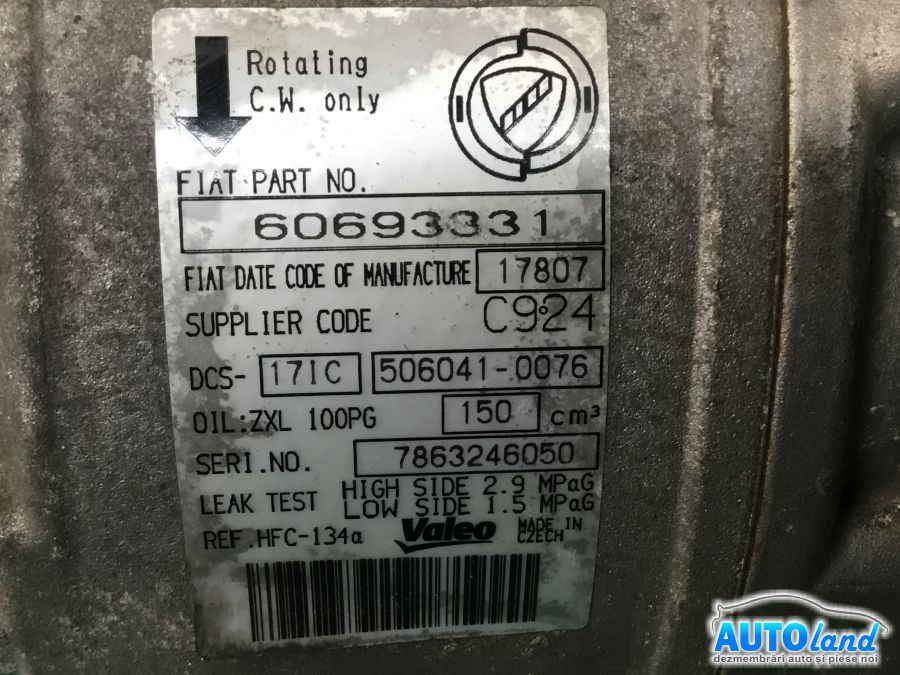 Rotating
C.W. only
FIAT PART NO.
60693331
FIAT DATE CODE OF MANUFACTURE 17807
SUPPLIER CODE C924
DCS- 17IC 506041-0076
OIL:ZXL 100PG 150 cm³
SERI.NO. 7863246050
LEAK TEST HIGH SIDE 2.9 MPaG
LOW SIDE 1.5 MPaG
REF.HFC-134a Valeo MADE IN
CZECH
AUTOland
dezmembrări auto și piese noi